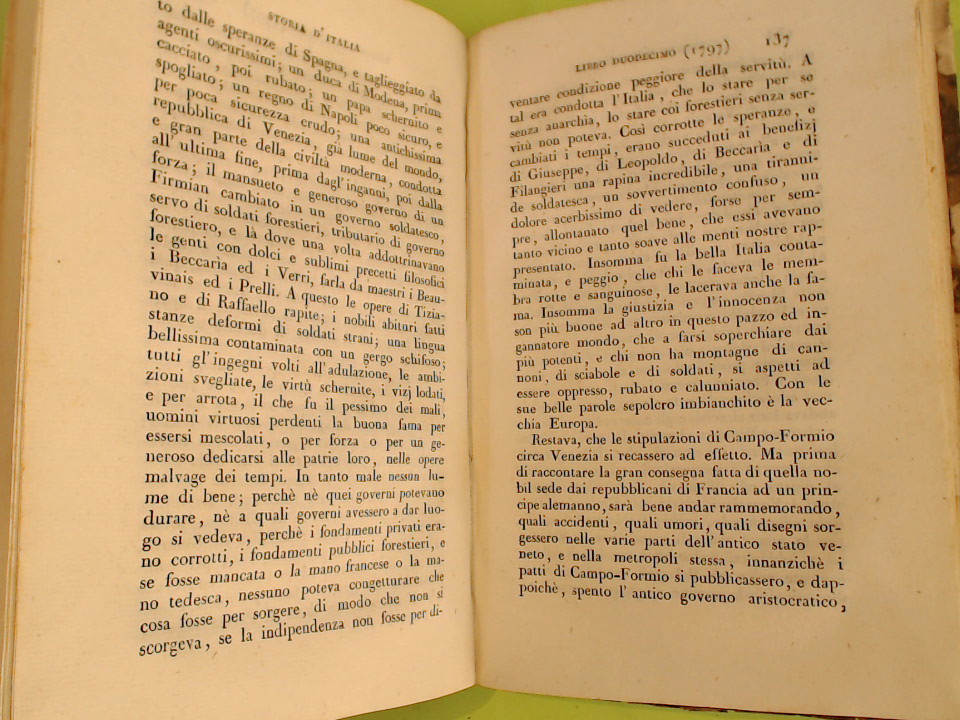 STORIA D'ITALIA
to dalle speranze di Spagna, e taglieggiato da
agenti oscurissimi; un duca di Modena, prima
cacciato, poi rubato; un papa schernito e
spogliato; un regno di Napoli poco sicuro, e
per poca sicurezza crudo; una antichissima
repubblica di Venezia, già lume del mondo,
e gran parte della civiltà moderna, condotta
all' ultima fine, prima dagl'inganni, poi dalla
forza; il mansueto e generoso governo di un
Firmian cambiato in un governo soldatesco,
servo di soldati forestieri, tributario di governo
forestiero, e là dove una volta addottrinavano
le genti con dolci e sublimi precetti filosofici
i Beccarìa ed i Verri, farla da maestri i Beau-
vinais ed i Prelli. A questo le opere di Tizia-
no e di Raffaello rapite; i nobili abituri fatti
stanze deformi di soldati strani; una lingua
bellissima contaminata con un gergo schifoso;
tutti gl' ingegni volti all'adulazione, le ambi-
zioni svegliate, le virtù schernite, i vizj lodati,
e per arrota, il che fu il pessimo dei mali,
uomini virtuosi perdenti la buona fama per
essersi mescolati, o per forza o per un ge-
neroso dedicarsi alle patrie loro, nelle opere
malvage dei tempi. In tanto male nessun lu-
me di bene; perchè nè quei governi potevano
durare, nè a quali governi avessero a dar luo-
go si vedeva, perchè i fondamenti privati era-
no corrotti, i fondamenti pubblici forestieri, e
se fosse mancata o la mano francese o la ma-
no tedesca, nessuno poteva congetturare che
cosa fosse per sorgere, di modo che non si
scorgeva, se la indipendenza non fosse per di-
LIBRO DUODECIMO (1797) 137
ventare condizione peggiore della servitù. A
tal era condotta l'Italia, che lo stare per se
senza anarchìa, lo stare coi forestieri senza ser-
vitù non poteva. Così corrotte le speranze, e
cambiati i tempi, erano succeduti ai benefizj
di Giuseppe, di Leopoldo, di Beccarìa e di
Filangieri una rapina incredibile, una tiranni-
de soldatesca, un sovvertimento confuso, un
dolore acerbissimo di vedere, forse per sem-
pre, allontanato quel bene, che essi avevano
tanto vicino e tanto soave alle menti nostre rap-
presentato. Insomma fu la bella Italia conta-
minata, e peggio, che chi le faceva le mem-
bra rotte e sanguinose, le lacerava anche la fa-
ma. Insomma la giustizia e l'innocenza non
son più buone ad altro in questo pazzo ed in-
gannatore mondo, che a farsi soperchiare dai
più potenti, e chi non ha montagne di can-
noni, di sciabole e di soldati, si aspetti ad
essere oppresso, rubato e calunniato. Con le
sue belle parole sepolcro imbianchito è la vec-
chia Europa.
Restava, che le stipulazioni di Campo-Formio
circa Venezia si recassero ad effetto. Ma prima
di raccontare la gran consegna fatta di quella no-
bil sede dai repubblicani di Francia ad un prin-
cipe alemanno, sarà bene andar rammemorando,
quali accidenti, quali umori, quali disegni sor-
gessero nelle varie parti dell'antico stato ve-
neto, e nella metropoli stessa, innanzichè i
patti di Campo-Formio si pubblicassero, e dap-
poichè, spento l' antico governo aristocratico,